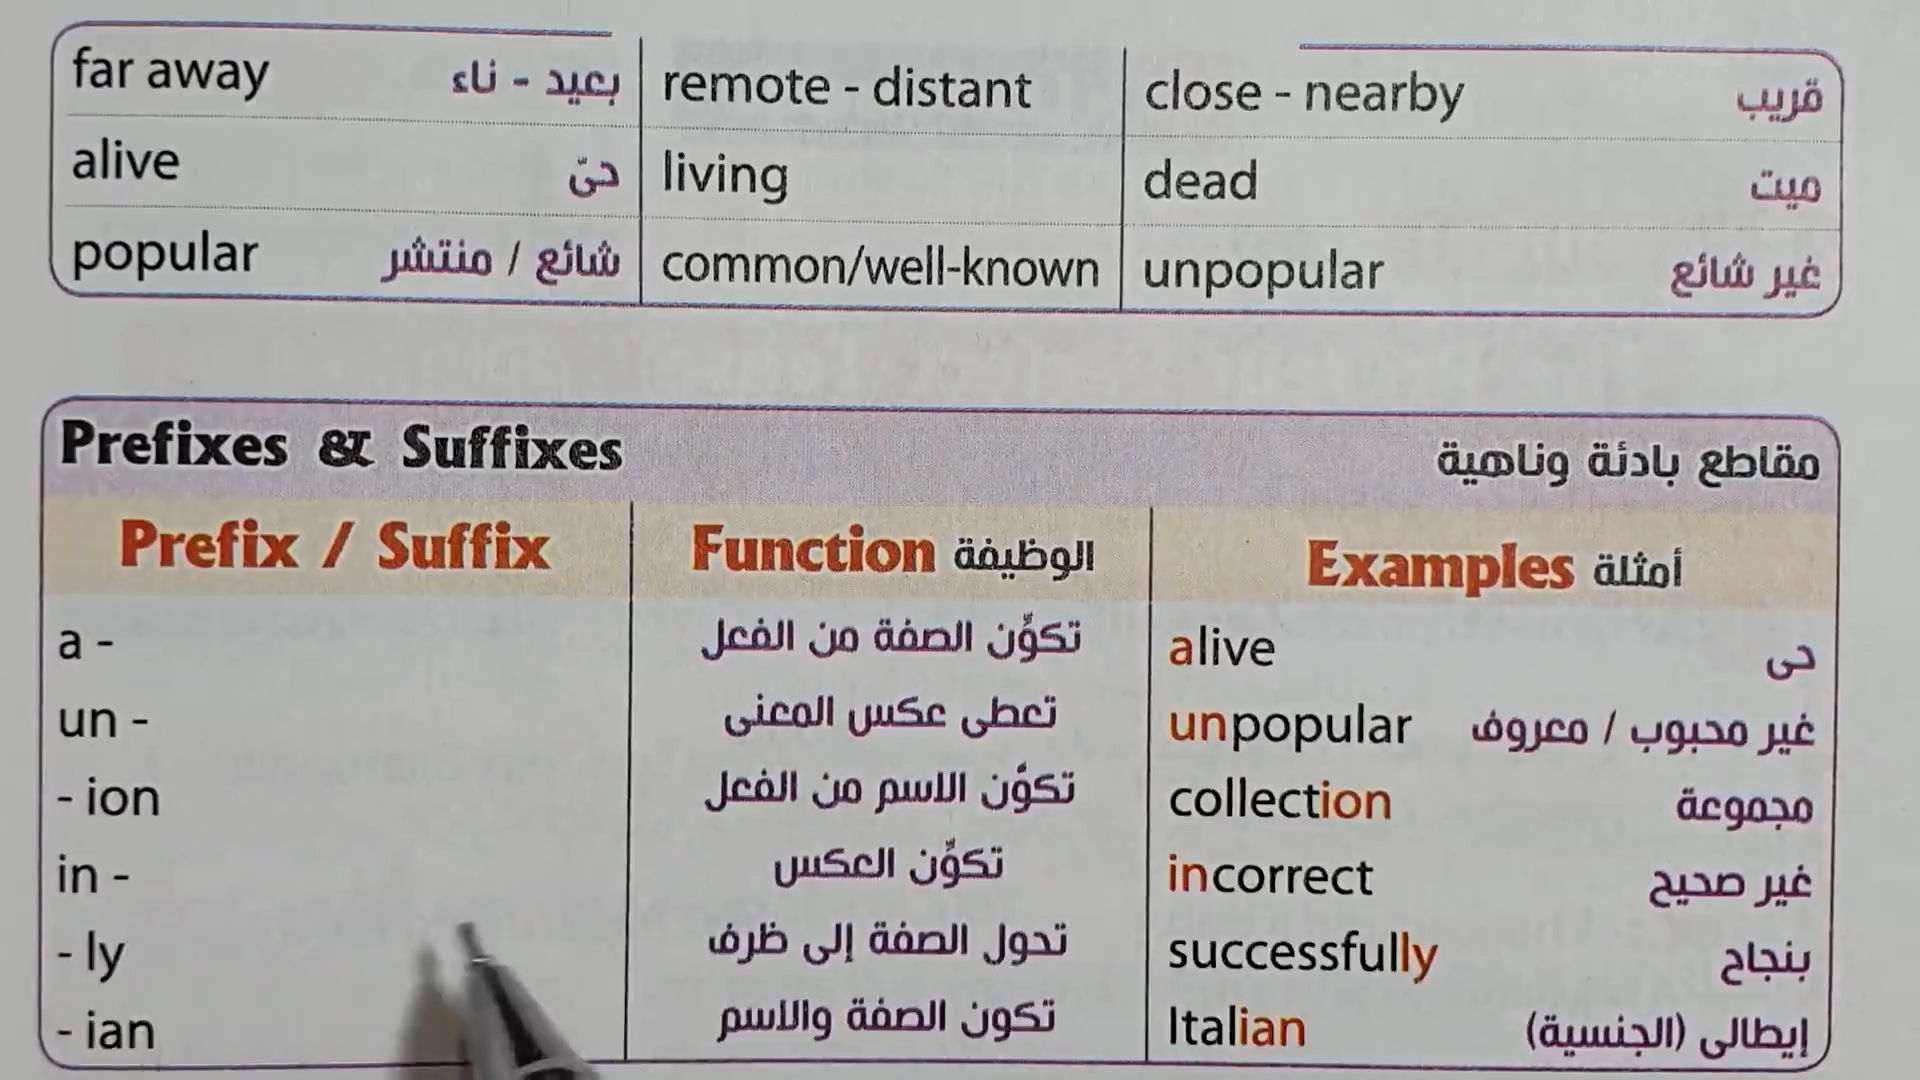 far away بعيد - ناء remote - distant close - nearby قريب
alive حىّ living dead ميت
popular شائع / منتشر common/well-known unpopular غير شائع
Prefixes & Suffixes مقاطع بادئة وناهية
Prefix / Suffix Function الوظيفة Examples أمثلة
a - تكوِّن الصفة من الفعل alive حى
un - تعطى عكس المعنى unpopular غير محبوب / معروف
- ion تكوِّن الاسم من الفعل collection مجموعة
in - تكوِّن العكس incorrect غير صحيح
- ly تحول الصفة إلى ظرف successfully بنجاح
- ian تكون الصفة والاسم Italian إيطالى (الجنسية)